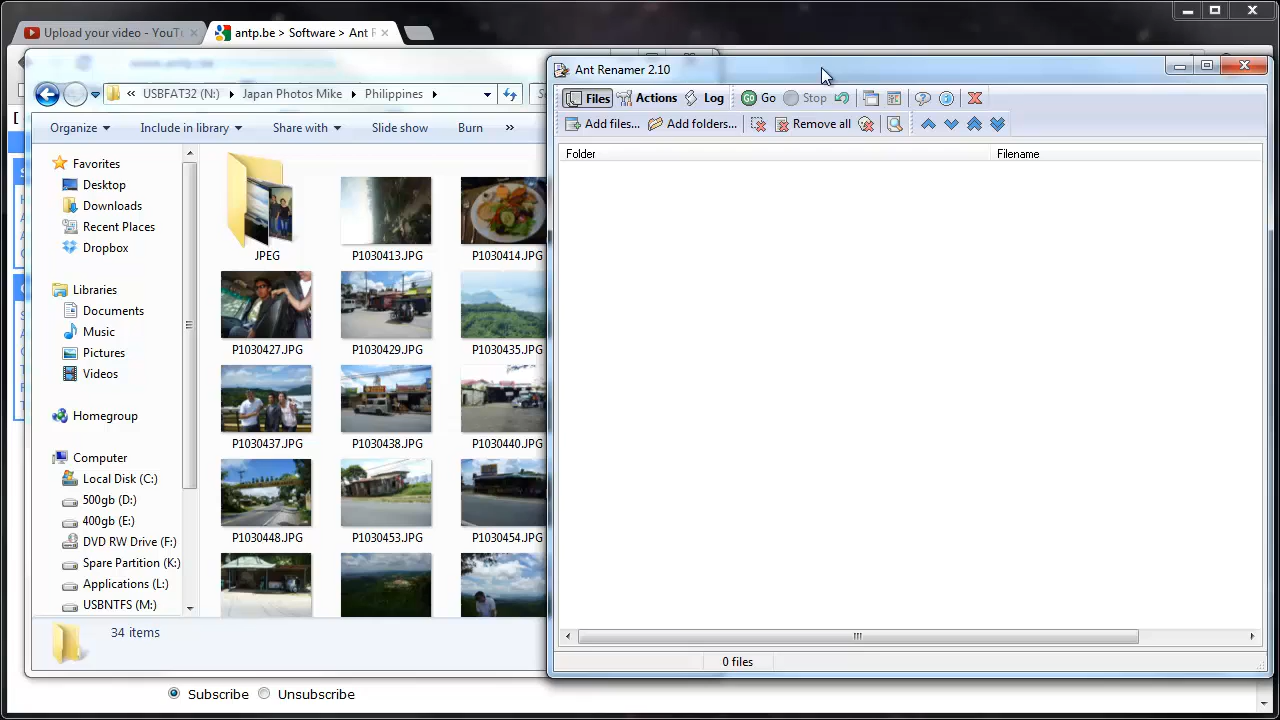 Upload your video - YouTu
antp.be > Software > Ant R
Ant Renamer 2.10
USBFAT32 (N:)
Japan Photos Mike
Philippines
Files
Actions
Log
Go
Stop
Organize
Include in library
Share with
Slide show
Burn
»
Add files...
Add folders...
Remove all
Folder
Filename
Favorites
Desktop
Downloads
Recent Places
Dropbox
Libraries
Documents
Music
Pictures
Videos
Homegroup
Computer
Local Disk (C:)
500gb (D:)
400gb (E:)
DVD RW Drive (F:)
Spare Partition (K:)
Applications (L:)
USBNTFS (M:)
JPEG
P1030413.JPG
P1030414.JPG
P1030427.JPG
P1030429.JPG
P1030435.JPG
P1030437.JPG
P1030438.JPG
P1030440.JPG
P1030448.JPG
P1030453.JPG
P1030454.JPG
34 items
0 files
Subscribe
Unsubscribe